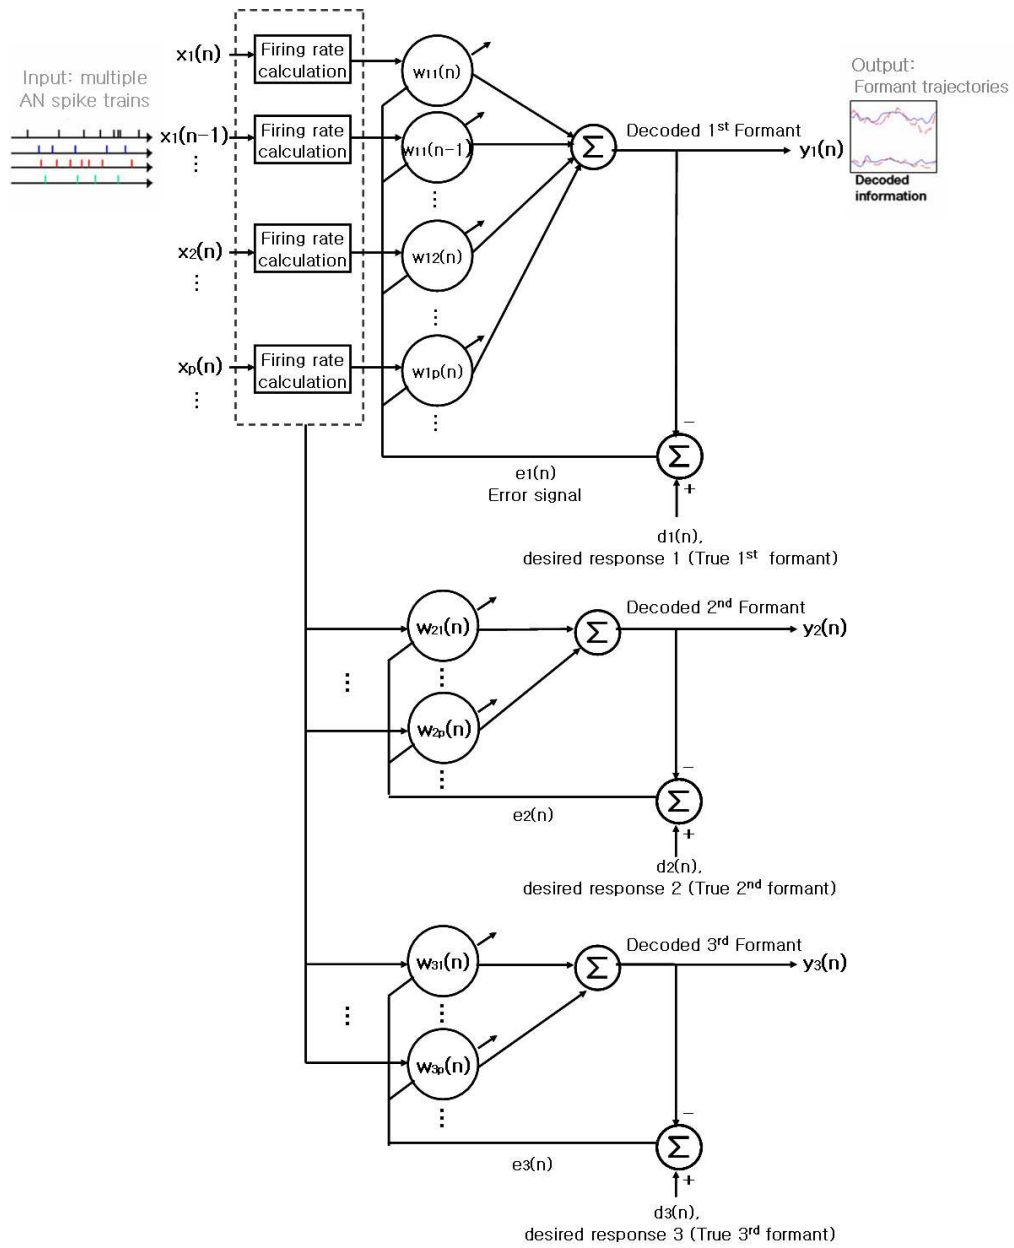 Input: multiple
AN spike trains
x1(n)
Firing rate
calculation
w11(n)
x1(n-1)
⋮
Firing rate
calculation
w11(n-1)
⋮
x2(n)
⋮
Firing rate
calculation
w12(n)
⋮
xp(n)
⋮
Firing rate
calculation
w1p(n)
⋮
Σ
Decoded 1st Formant
y1(n)
Output:
Formant trajectories
Decoded
information
−
Σ
+
e1(n)
Error signal
d1(n),
desired response 1 (True 1st formant)
w21(n)
⋮
⋮
w2p(n)
⋮
Σ
Decoded 2nd Formant
y2(n)
−
Σ
+
e2(n)
d2(n),
desired response 2 (True 2nd formant)
w31(n)
⋮
⋮
w3p(n)
⋮
Σ
Decoded 3rd Formant
y3(n)
−
Σ
+
e3(n)
d3(n),
desired response 3 (True 3rd formant)